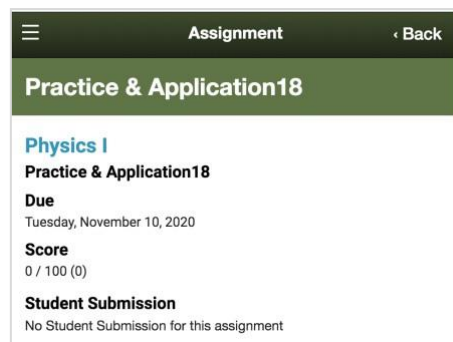 Assignment
‹ Back
Practice & Application18
Physics I
Practice & Application18
Due
Tuesday, November 10, 2020
Score
0 / 100 (0)
Student Submission
No Student Submission for this assignment